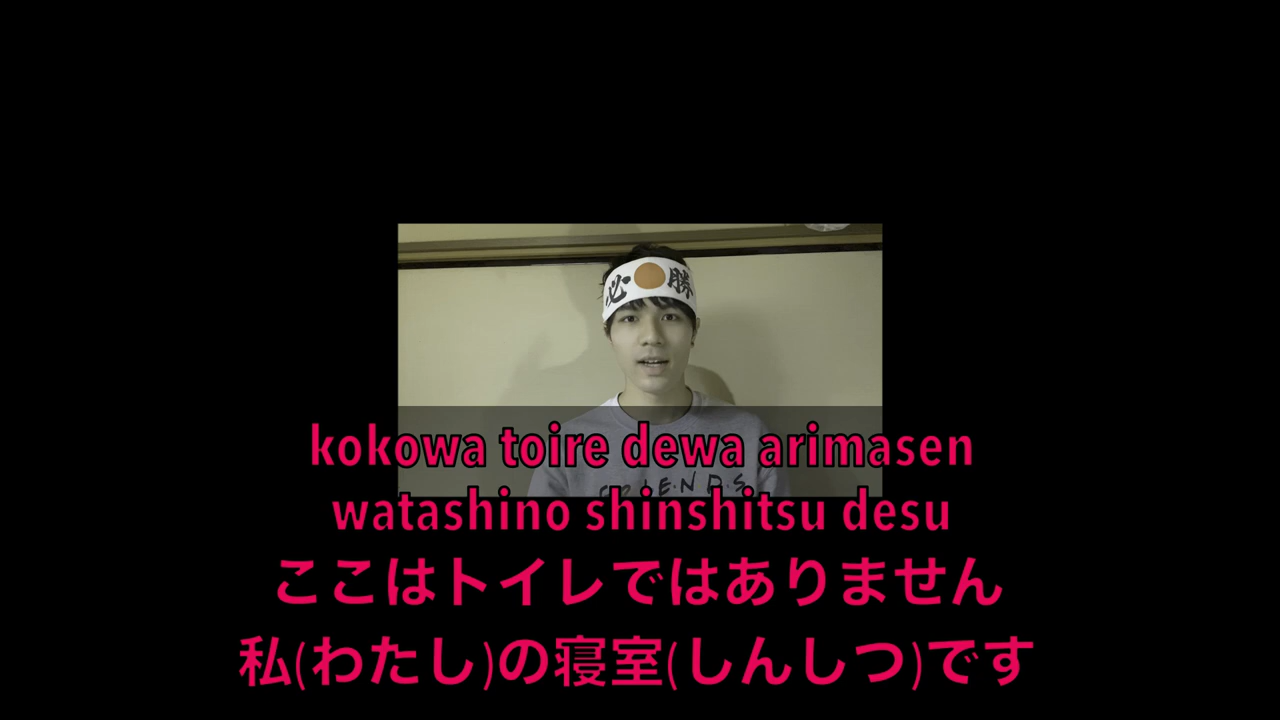 必 勝
F·R·I·E·N·D·S
kokowa toire dewa arimasen
watashino shinshitsu desu
ここはトイレではありません
私(わたし)の寝室(しんしつ)です